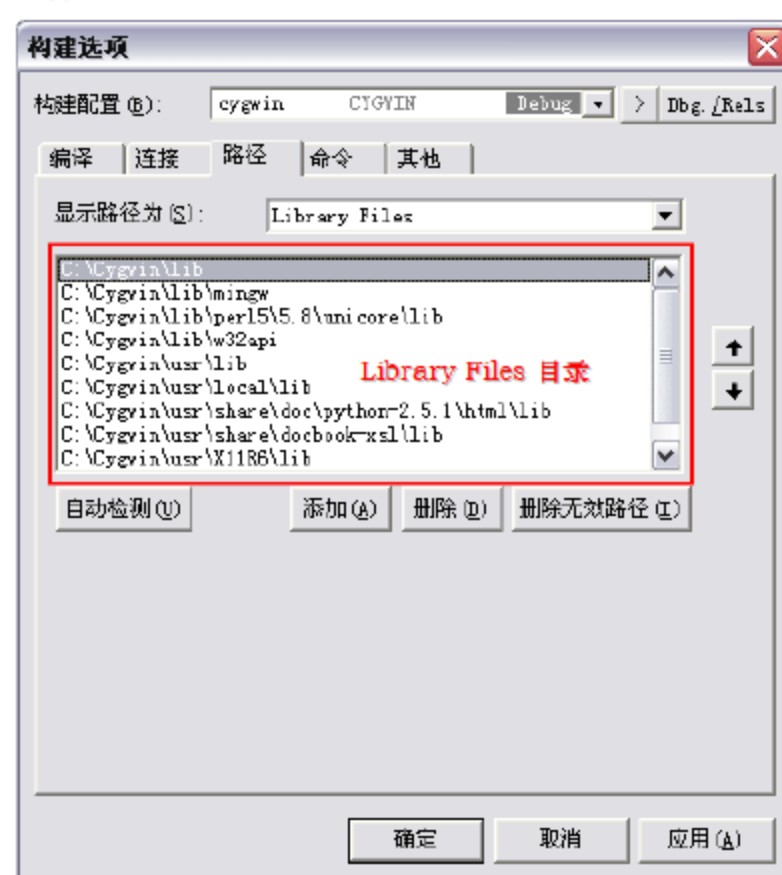 构建选项
构建配置(B): cygwin CYGWIN Debug > Dbg./Rels
编译 连接 路径 命令 其他
显示路径为(S): Library Files
C:\Cygwin\lib
C:\Cygwin\lib\mingw
C:\Cygwin\lib\perl5\5.8\unicore\lib
C:\Cygwin\lib\w32api
C:\Cygwin\usr\lib
C:\Cygwin\usr\local\lib
C:\Cygwin\usr\share\doc\python-2.5.1\html\lib
C:\Cygwin\usr\share\docbook-xsl\lib
C:\Cygwin\usr\X11R6\lib
Library Files 目录
自动检测(U) 添加(A) 删除(D) 删除无效路径(I)
确定 取消 应用(A)